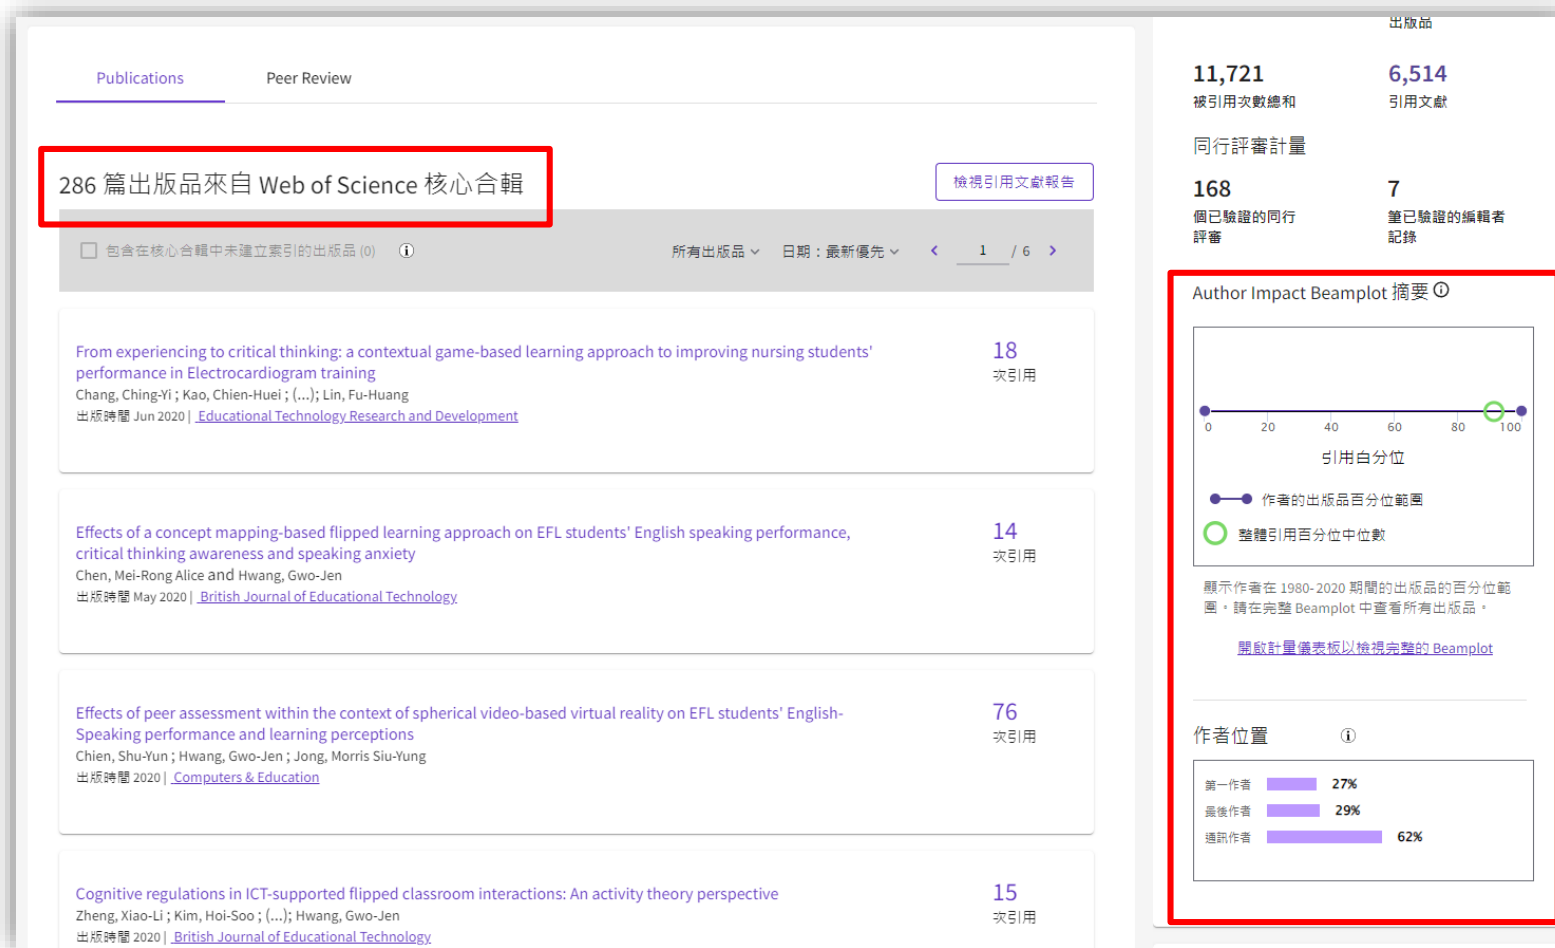 Publications
Peer Review
286 篇出版品來自 Web of Science 核心合輯
檢視引用文獻報告
包含在核心合輯中未建立索引的出版品 (0)
所有出版品
日期：最新優先
1 / 6
From experiencing to critical thinking: a contextual game-based learning approach to improving nursing students'
performance in Electrocardiogram training
Chang, Ching-Yi ; Kao, Chien-Huei ; (...); Lin, Fu-Huang
出版時間 Jun 2020 | Educational Technology Research and Development
18
次引用
Effects of a concept mapping-based flipped learning approach on EFL students' English speaking performance,
critical thinking awareness and speaking anxiety
Chen, Mei-Rong Alice and Hwang, Gwo-Jen
出版時間 May 2020 | British Journal of Educational Technology
14
次引用
Effects of peer assessment within the context of spherical video-based virtual reality on EFL students' English-
Speaking performance and learning perceptions
Chien, Shu-Yun ; Hwang, Gwo-Jen ; Jong, Morris Siu-Yung
出版時間 2020 | Computers & Education
76
次引用
Cognitive regulations in ICT-supported flipped classroom interactions: An activity theory perspective
Zheng, Xiao-Li ; Kim, Hoi-Soo ; (...); Hwang, Gwo-Jen
出版時間 2020 | British Journal of Educational Technology
15
次引用
出版品
11,721
被引用次數總和
6,514
引用文獻
同行評審計量
168
個已驗證的同行
評審
7
筆已驗證的編輯者
記錄
Author Impact Beamplot 摘要
0 20 40 60 80 100
引用百分位
作者的出版品百分位範圍
整體引用百分位中位數
顯示作者在 1980-2020 期間的出版品的百分位範
圍。請在完整 Beamplot 中查看所有出版品。
開啟計量儀表板以檢視完整的 Beamplot
作者位置
第一作者 27%
最後作者 29%
通訊作者 62%